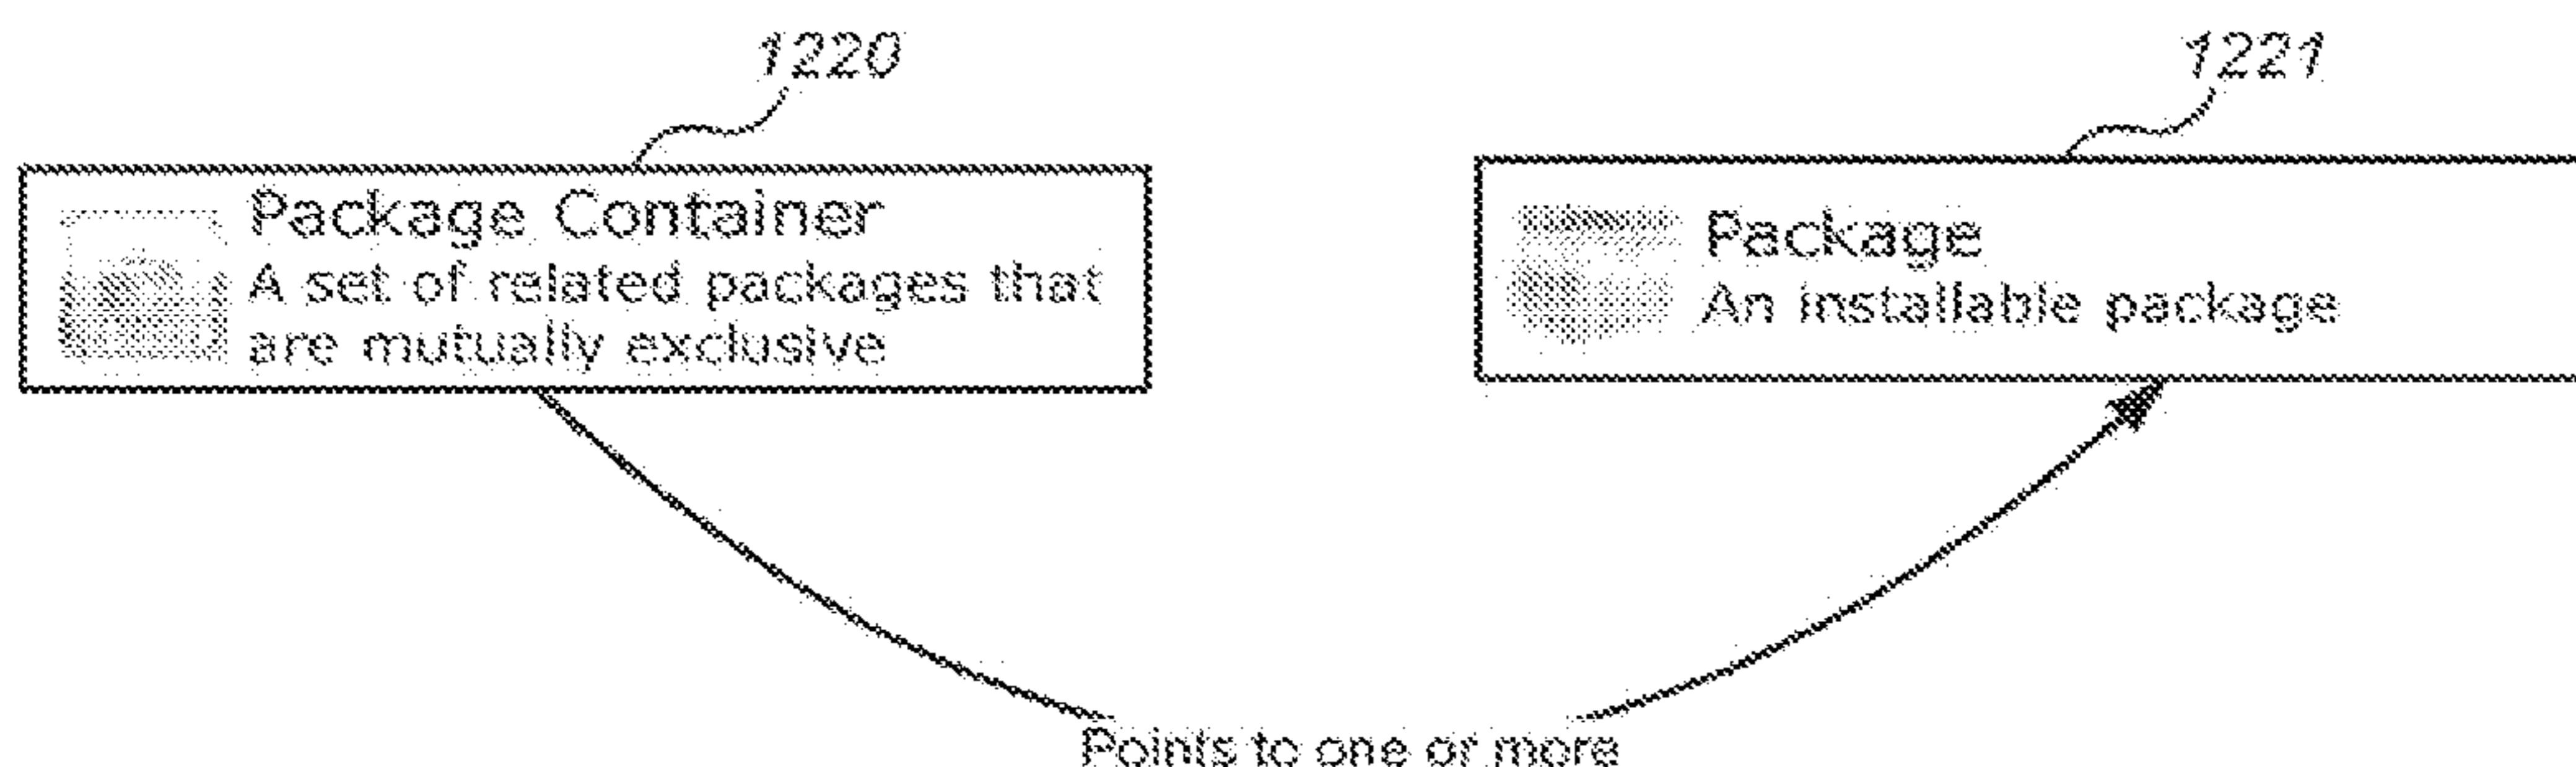 1220
1221
Package Container
A set of related packages that
are mutually exclusive
Package
An installable package
Points to one or more